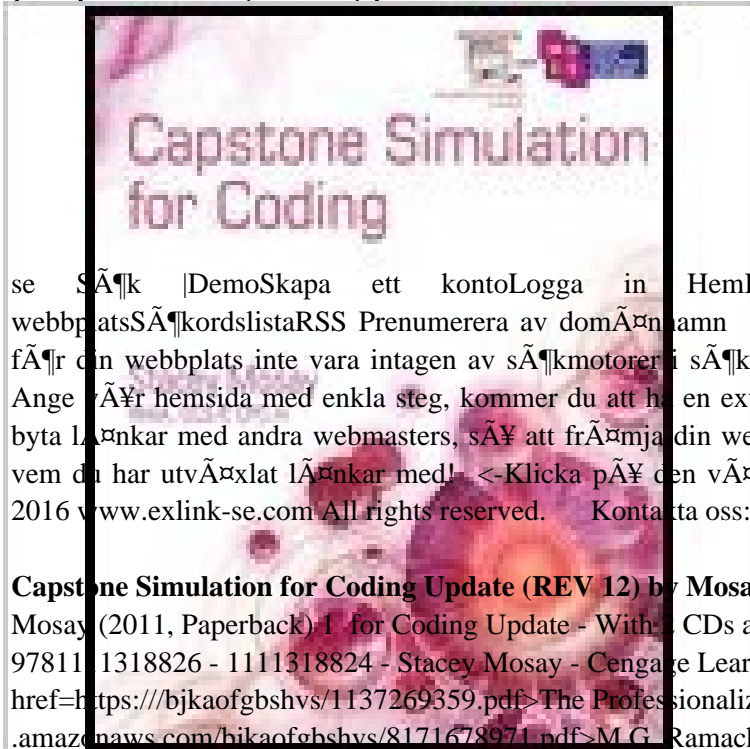 Capstone Simulation
for Coding
se SÃ¶k |DemoSkapa ett kontoLogga in HemL
webbplatsSÃ¶kordslistaRSS Prenumerera av domÃ¤nnamn
fÃ¶r din webbplats inte vara intagen av sÃ¶kmotorer i sÃ¶k
Ange vÃ¥r hemsida med enkla steg, kommer du att ha en ext
byta lÃ¤nkar med andra webmasters, sÃ¥ att frÃ¤mja din we
vem du har utvÃ¤xlat lÃ¤nkar med! <-Klicka pÃ¥ den vÃ¤
2016 www.exlink-se.com All rights reserved. Kontakta oss:
Capstone Simulation for Coding Update (REV 12) by Mosa
Mosay (2011, Paperback) 1 for Coding Update - With 2 CDs a
9781111318826 - 1111318824 - Stacey Mosay - Cengage Lear
href=https:///bjkaofgbshvs/1137269359.pdf>The Professionaliz
.amazonaws.com/bjkaofgbshvs/8171678971.pdf>M.G. Ramach